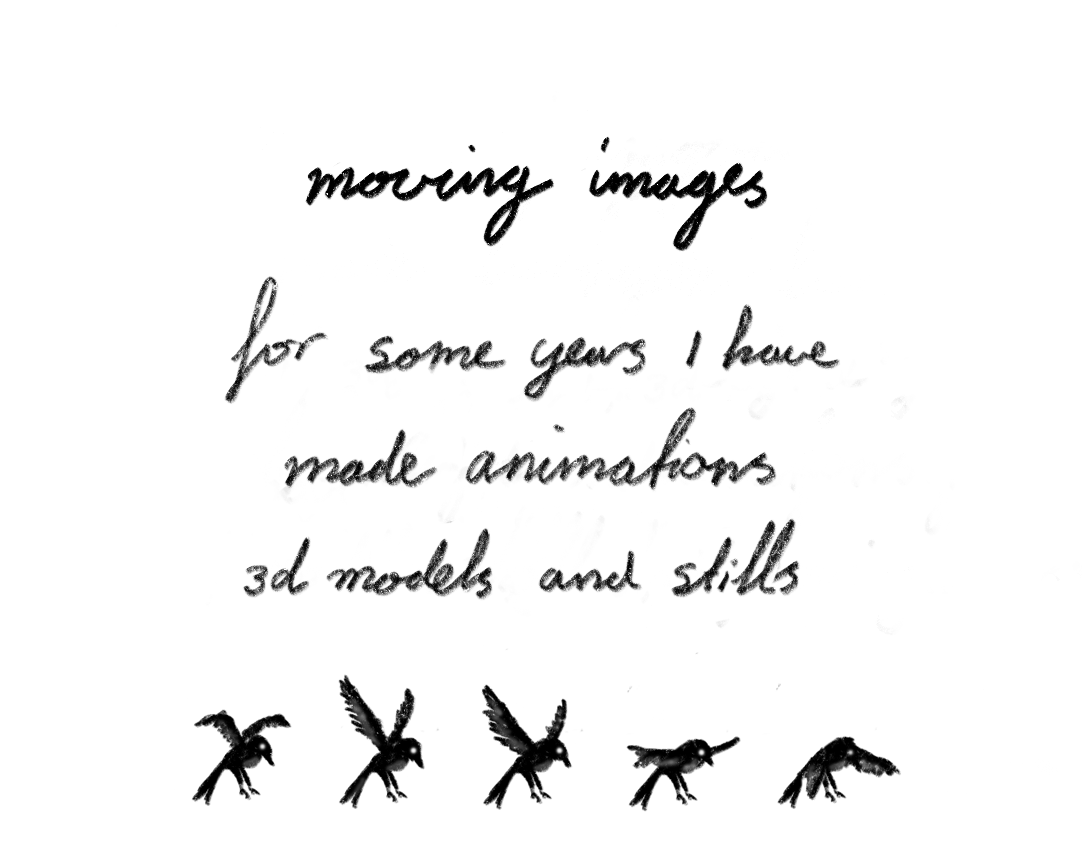 moving images
for some years I have
made animations
3d models and stills